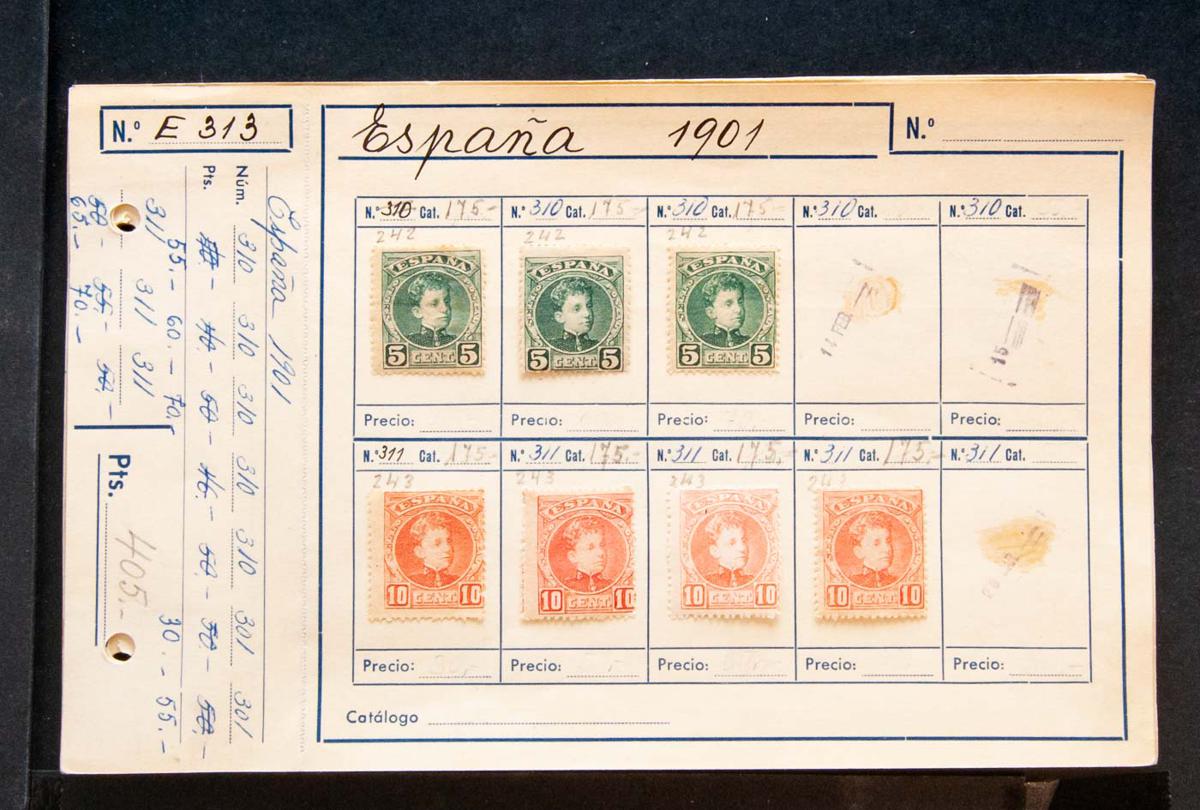 N.º E 313
España 1901
N.º
N.º 310 Cat. 175.-
N.º 310 Cat. 175.-
N.º 310 Cat. 175.-
N.º 310 Cat.
N.º 310 Cat.
242
242
242
ESPAÑA
5 CENT. 5
ESPAÑA
5 CENT. 5
ESPAÑA
5 CENT. 5
14 FEB
15
Precio:
Precio:
Precio:
Precio:
Precio:
N.º 311 Cat. 175.-
N.º 311 Cat. 175.
N.º 311 Cat. 175.
N.º 311 Cat. 175.-
N.º 311 Cat.
243
243
243
243
ESPAÑA
10 CENT. 10
ESPAÑA
10 CENT. 10
ESPAÑA
10 CENT. 10
ESPAÑA
10 CENT. 10
Precio:
Precio:
Precio:
Precio:
Precio:
Catálogo
España 1901
Núm. 310 310 310 310 310 301 301
Pts.
55.- 60.- 70.- 30.- 55.-
311 311 311
65.- 70.-
Pts. 405.-